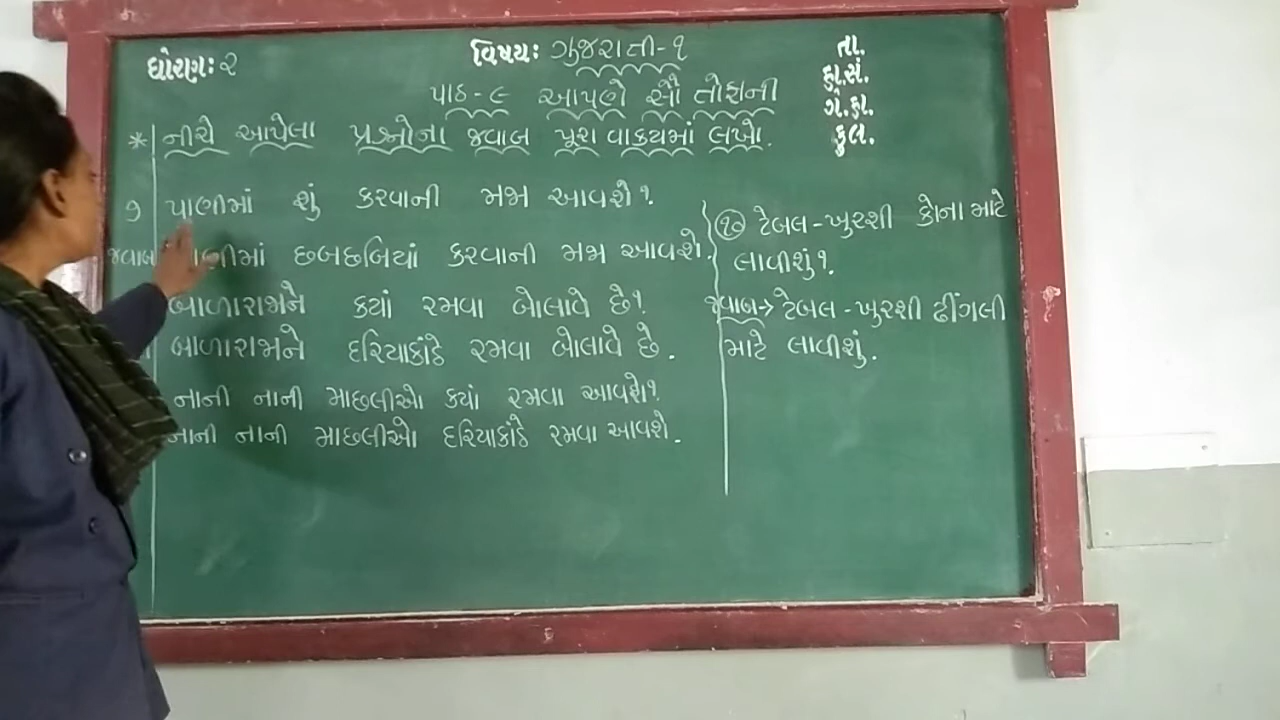 ધોરણઃ ૨
વિષયઃ ગુજરાતી-૧
તા.
હા.સં.
ગે.હા.
કુલ.
પાઠ-૯ આપણે સૌ તોફાની
* નીચે આપેલા પ્રશ્નોના જવાબ પૂરા વાક્યમાં લખો.
૧ પાણીમાં શું કરવાની મજા આવશે?
જવાબ પાણીમાં છબછબિયાં કરવાની મજા આવશે.
બાળારાજાને ક્યાં રમવા બોલાવે છે?
બાળારાજાને દરિયાકાંઠે રમવા બોલાવે છે.
નાની નાની માછલીઓ ક્યાં રમવા આવશે?
નાની નાની માછલીઓ દરિયાકાંઠે રમવા આવશે.
૧૦ ટેબલ-ખુરશી કોના માટે
લાવીશું?
જવાબ→ ટેબલ-ખુરશી ઢીંગલી
માટે લાવીશું.